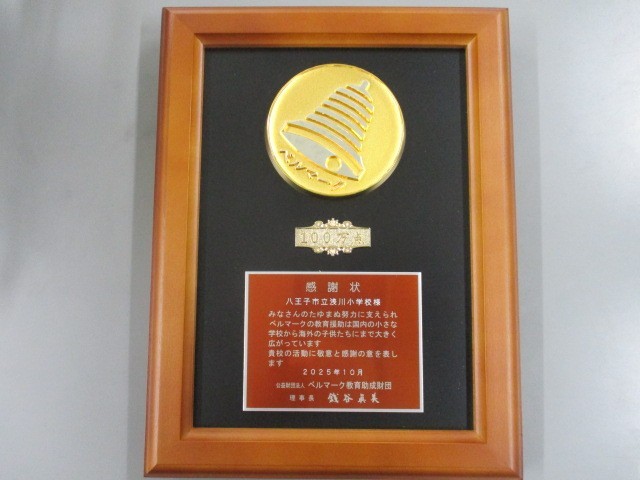 ベルマーク
100万点
感謝状
八王子市立浅川小学校様
みなさんのたゆまぬ努力に支えられ
ベルマークの教育援助は国内の小さな
学校から海外の子供たちにまで大きく
広がっています
貴校の活動に敬意と感謝の意を表し
ます
2025年10月
公益財団法人 ベルマーク教育助成財団
理事長 銭谷眞美